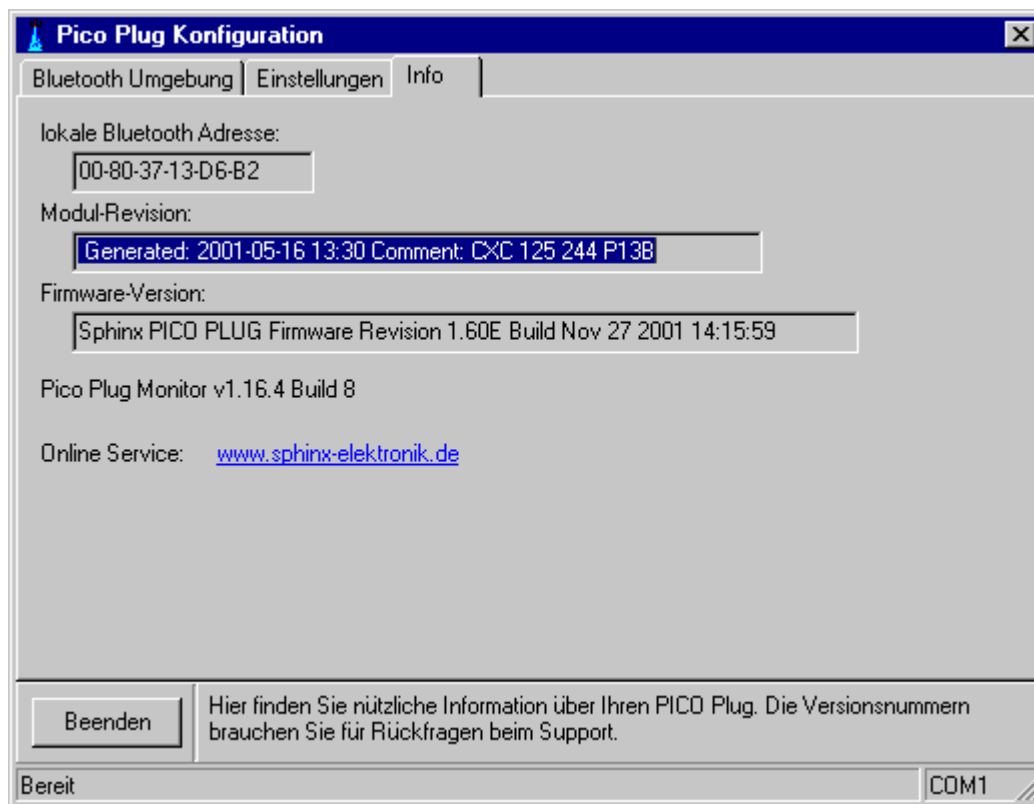 Pico Plug Konfiguration
Bluetooth Umgebung Einstellungen Info
lokale Bluetooth Adresse:
00-80-37-13-D6-B2
Modul-Revision:
Generated: 2001-05-16 13:30 Comment: CXC 125 244 P13B
Firmware-Version:
Sphinx PICO PLUG Firmware Revision 1.60E Build Nov 27 2001 14:15:59
Pico Plug Monitor v1.16.4 Build 8
Online Service: www.sphinx-elektronik.de
Beenden
Hier finden Sie nützliche Information über Ihren PICO Plug. Die Versionsnummern
brauchen Sie für Rückfragen beim Support.
Bereit COM1